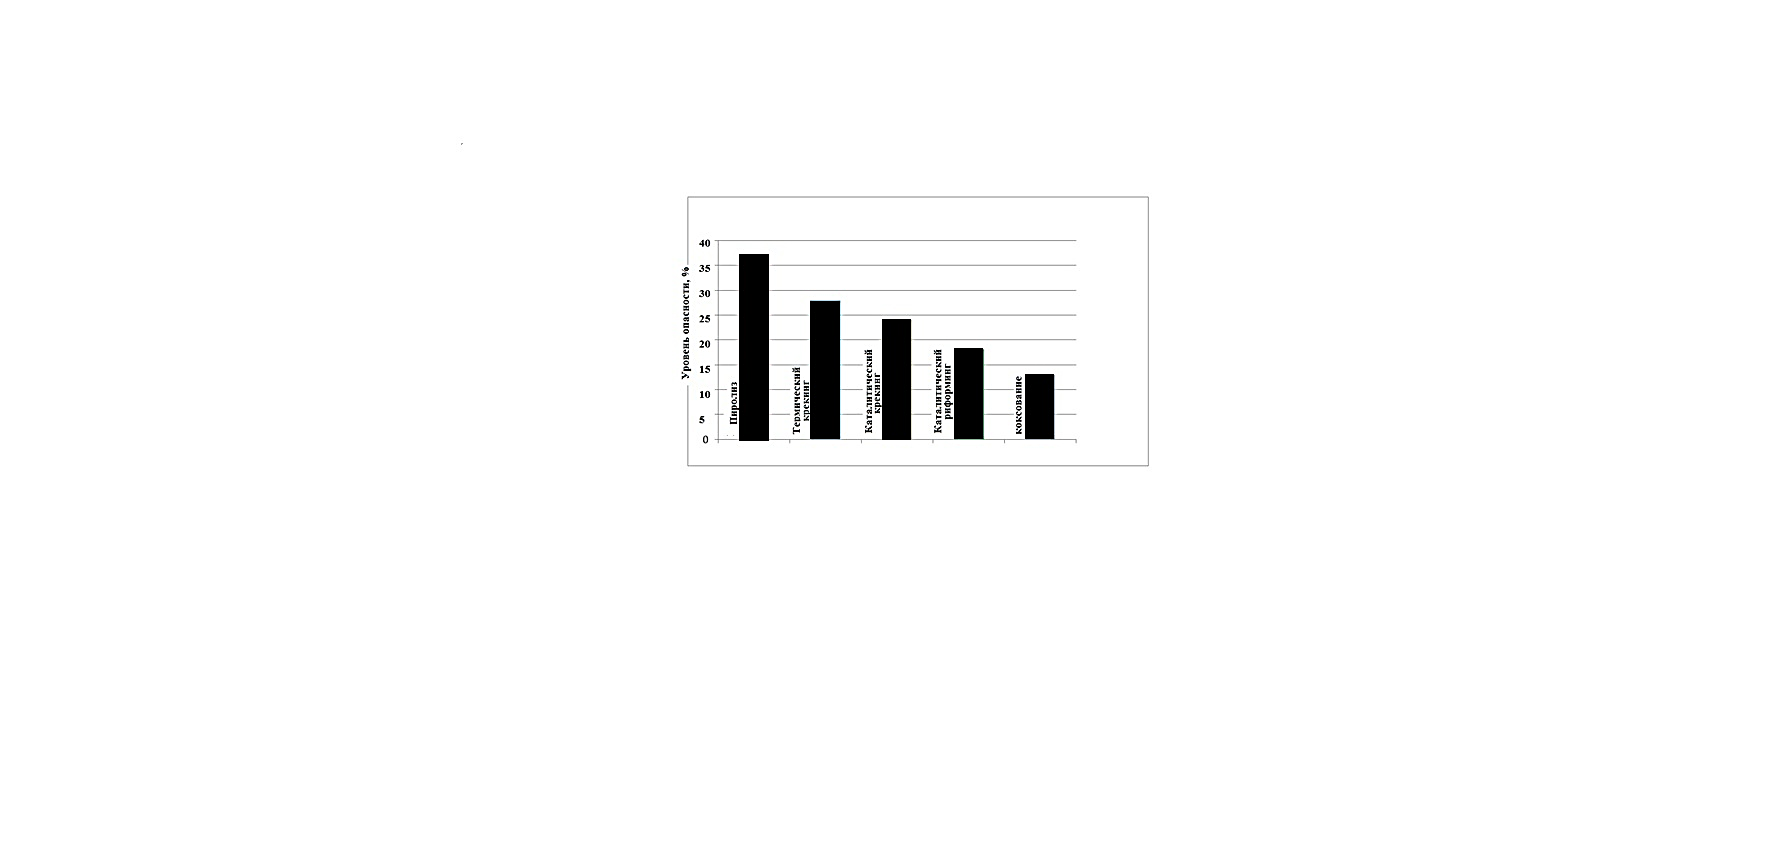 Уровень опасности, %
40
35
30
25
20
15
10
5
0
Пиролиз
Термический
крекинг
Каталитический
крекинг
Каталитический
риформинг
коксование